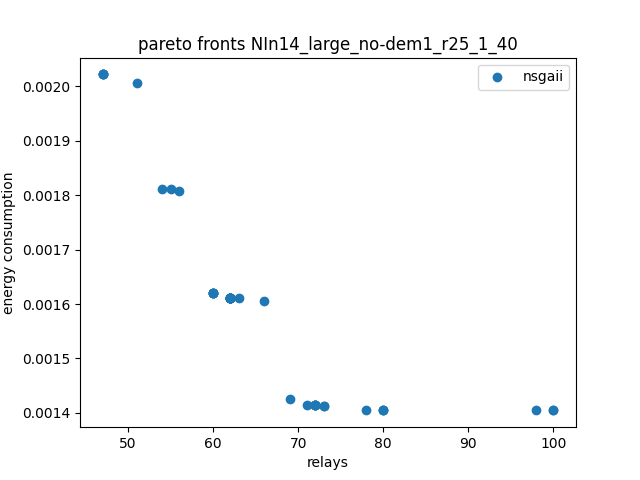 pareto fronts NIn14_large_no-dem1_r25_1_40
nsgaii
0.0020
0.0019
0.0018
0.0017
0.0016
0.0015
0.0014
energy consumption
50 60 70 80 90 100
relays